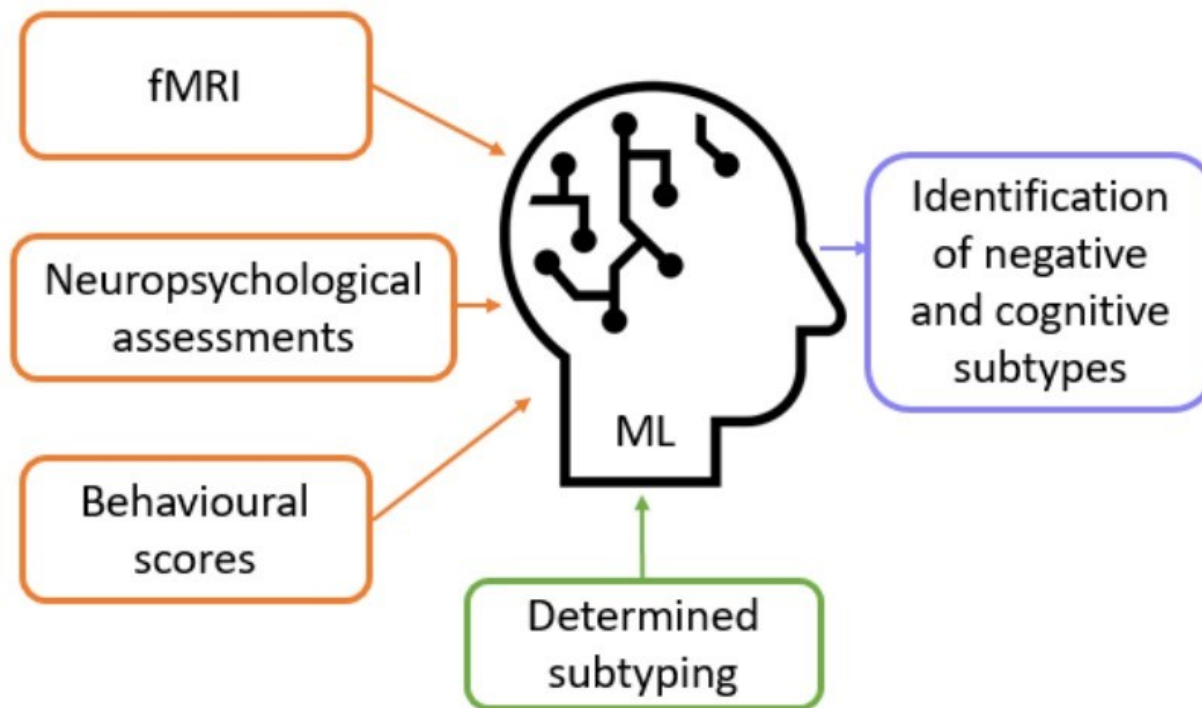 fMRI
Neuropsychological
assessments
Behavioural
scores
ML
Determined
subtyping
Identification
of negative
and cognitive
subtypes